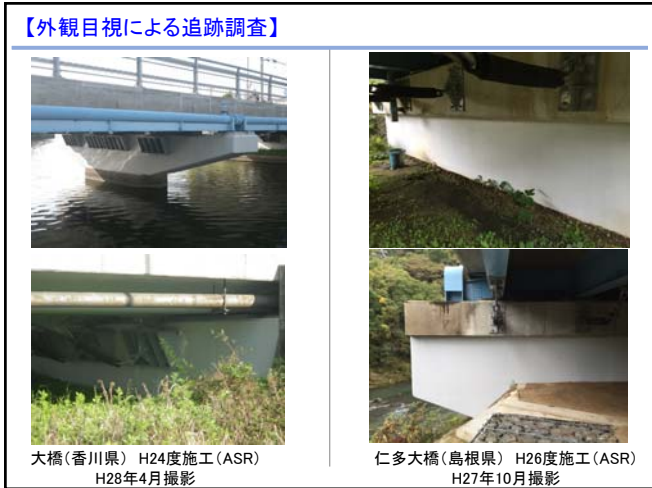 【外観目視による追跡調査】
大橋(香川県) H24度施工(ASR)
H28年4月撮影
仁多大橋(島根県) H26度施工(ASR)
H27年10月撮影